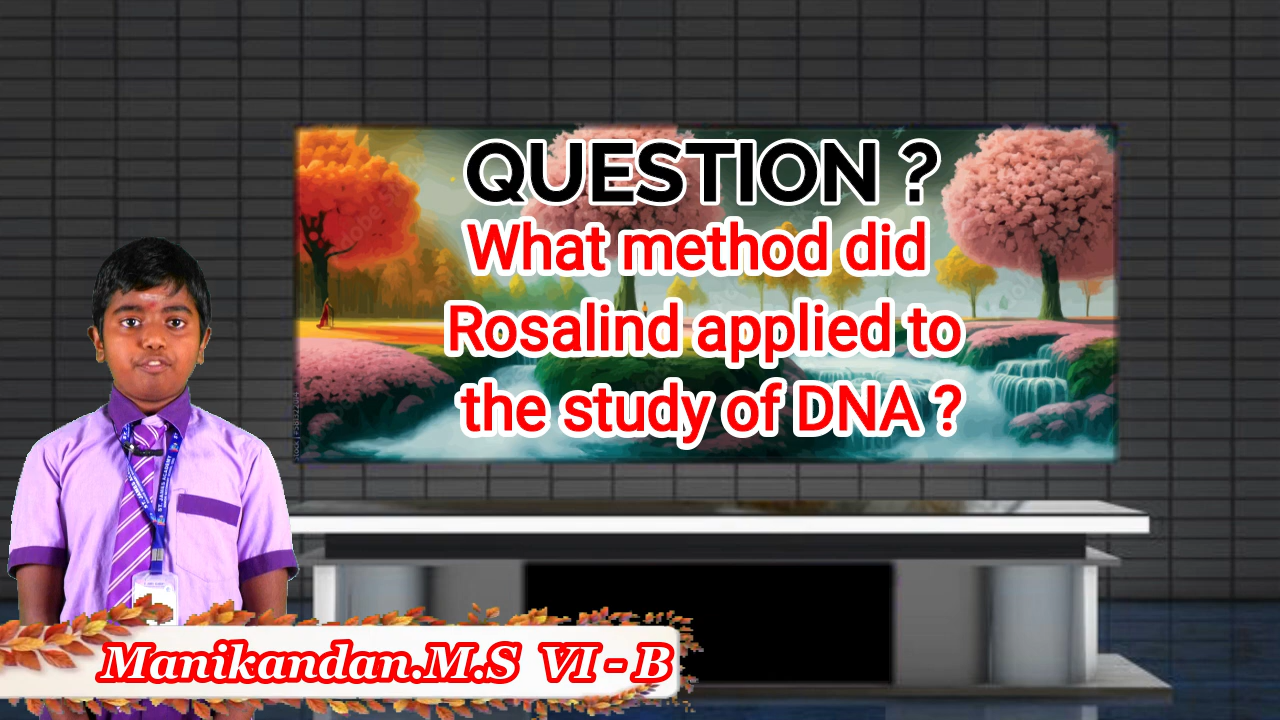 QUESTION ?
What method did
Rosalind applied to
the study of DNA ?
Manikandan.M.S VI - B